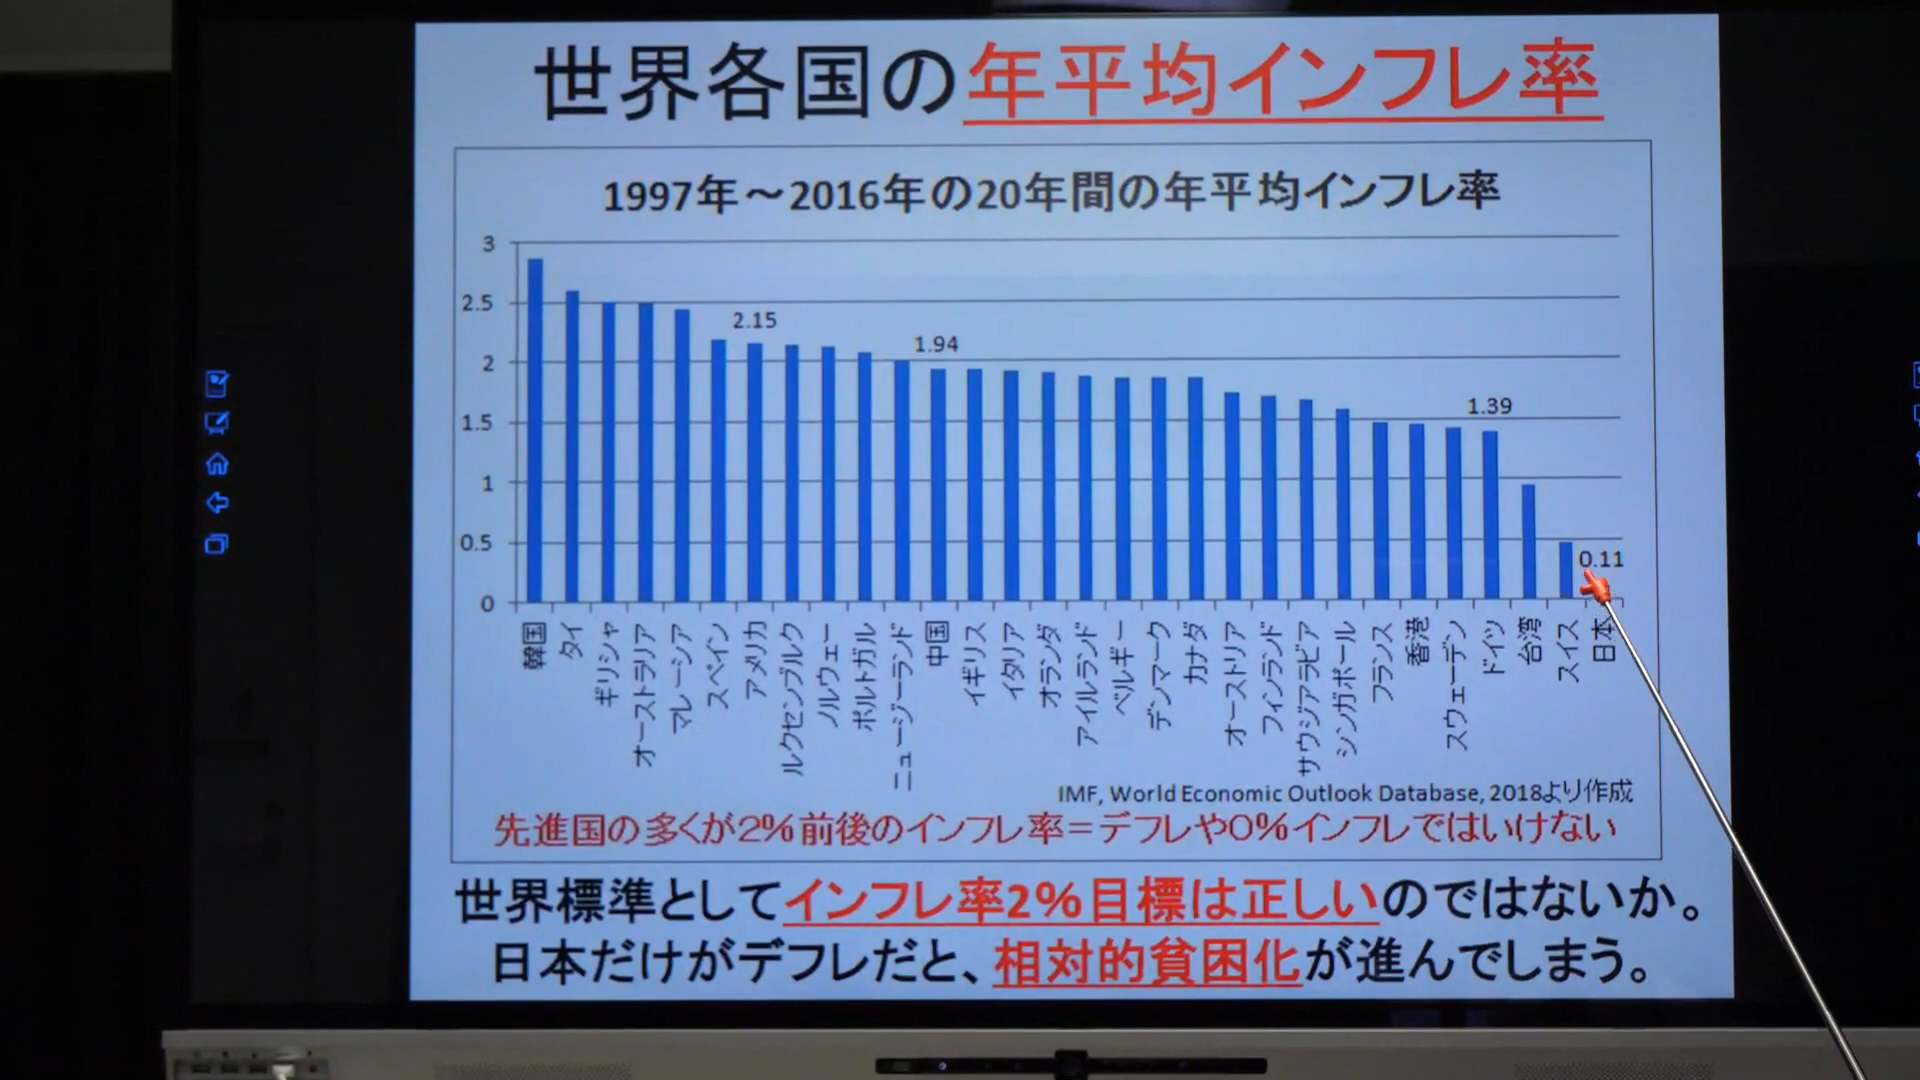 世界各国の年平均インフレ率
1997年～2016年の20年間の年平均インフレ率
3
2.5
2
1.5
1
0.5
0
2.15
1.94
1.39
0.11
韓国
タイ
ギリシャ
オーストラリア
マレーシア
スペイン
アメリカ
ルクセンブルク
ノルウェー
ポルトガル
ニュージーランド
中国
イギリス
イタリア
オランダ
アイルランド
ベルギー
デンマーク
カナダ
オーストリア
フィンランド
サウジアラビア
シンガポール
フランス
香港
スウェーデン
ドイツ
台湾
スイス
日本
IMF, World Economic Outlook Database, 2018より作成
先進国の多くが2％前後のインフレ率＝デフレや0％インフレではいけない
世界標準としてインフレ率2％目標は正しいのではないか。
日本だけがデフレだと、相対的貧困化が進んでしまう。